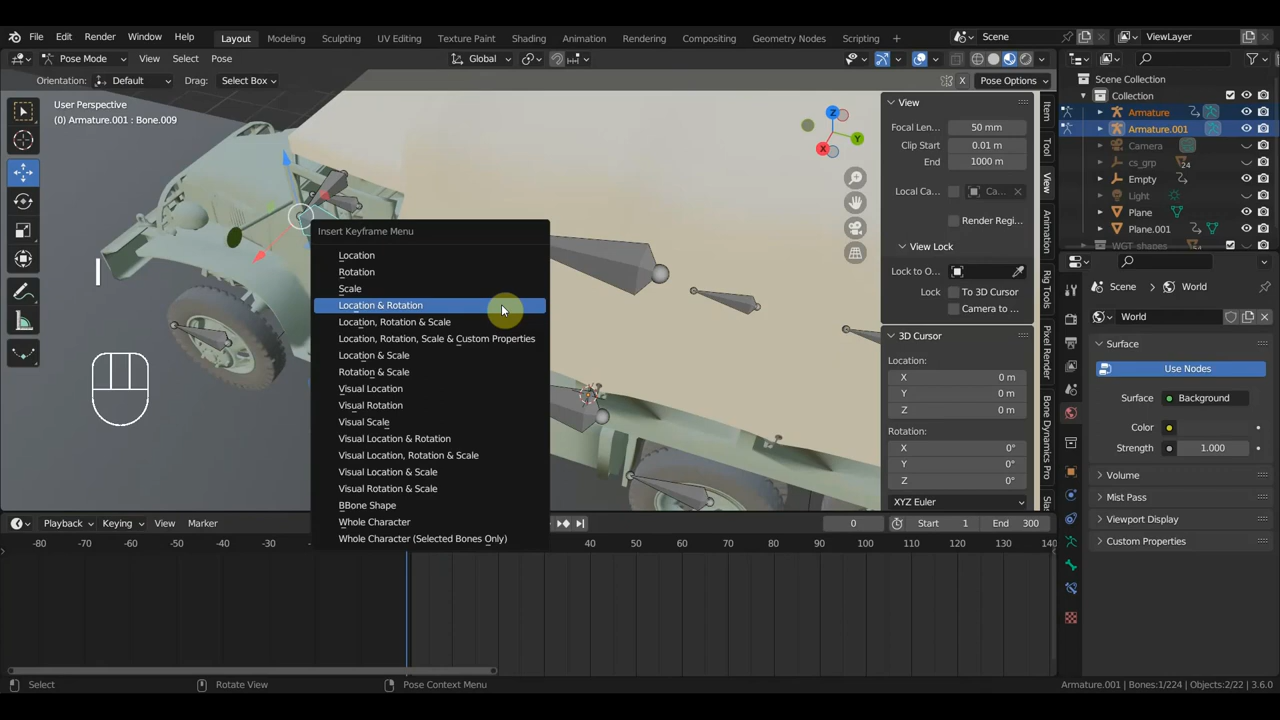 File Edit Render Window Help Layout Modeling Sculpting UV Editing Texture Paint Shading Animation Rendering Compositing Geometry Nodes Scripting + Scene ViewLayer
Pose Mode View Select Pose Global
Orientation: Default Drag: Select Box X Pose Options
User Perspective
(0) Armature.001 : Bone.009
Z
Y
X
View
Focal Len... 50 mm
Clip Start 0.01 m
End 1000 m
Local Ca... Ca...
Render Regi...
View Lock
Lock to O...
Lock To 3D Cursor
Camera to ...
3D Cursor
Location:
X 0 m
Y 0 m
Z 0 m
Rotation:
X 0°
Y 0°
Z 0°
XYZ Euler
Item
Tool
View
Animation
Rig Tools
Pixel Render
Bone Dynamics Pro
Scene Collection
Collection
Armature
Armature.001
Camera
cs_grp 24
Empty
Light
Plane
Plane.001
WGT_shapes
Scene World
World
Surface
Use Nodes
Surface Background
Color
Strength 1.000
Volume
Mist Pass
Viewport Display
Custom Properties
I
Insert Keyframe Menu
Location
Rotation
Scale
Location & Rotation
Location, Rotation & Scale
Location, Rotation, Scale & Custom Properties
Location & Scale
Rotation & Scale
Visual Location
Visual Rotation
Visual Scale
Visual Location & Rotation
Visual Location, Rotation & Scale
Visual Location & Scale
Visual Rotation & Scale
BBone Shape
Whole Character
Whole Character (Selected Bones Only)
Playback Keying View Marker 0 Start 1 End 300
-80 -70 -60 -50 -40 -30 40 50 60 70 80 90 100 110 120 130 140
Select Rotate View Pose Context Menu Armature.001 | Bones:1/224 | Objects:2/22 | 3.6.0